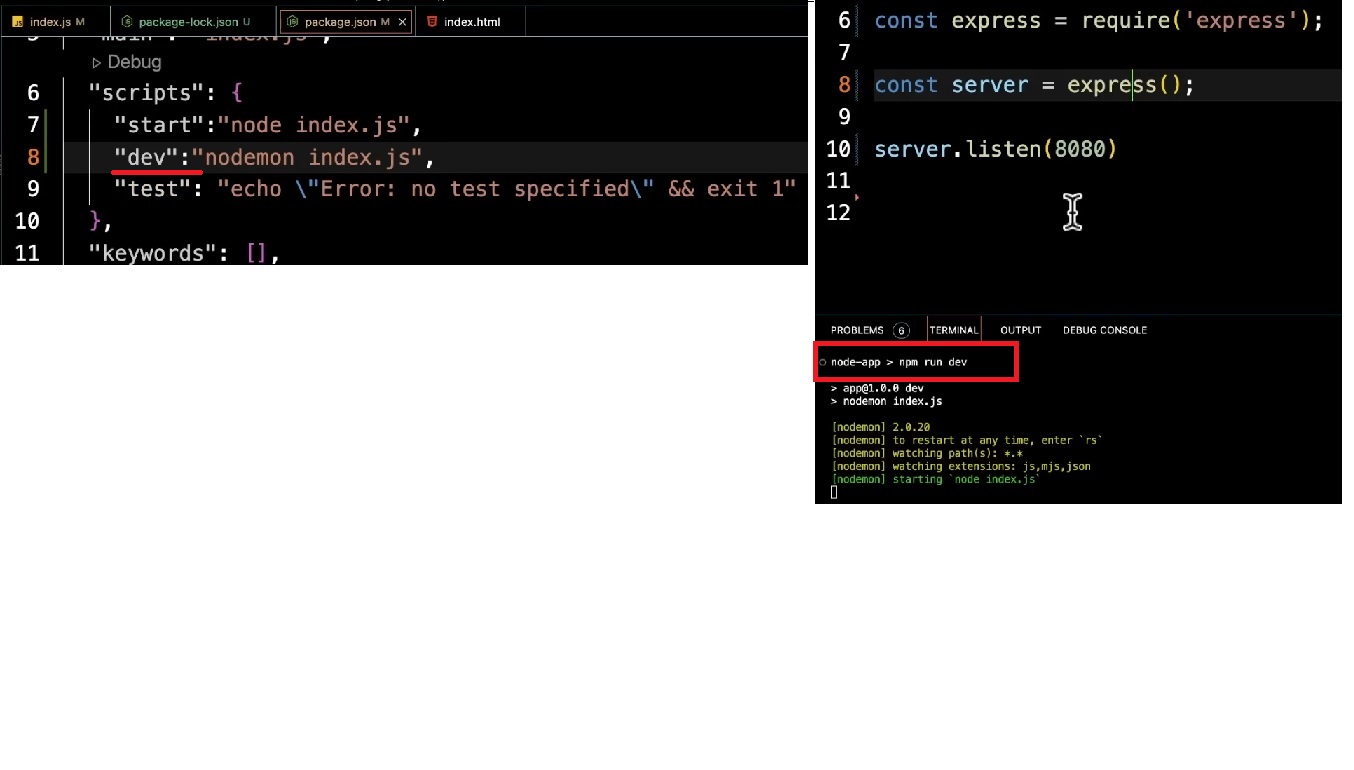 index.js M package-lock.json U package.json M index.html
5 "main": "index.js",
Debug
6 "scripts": {
7 "start":"node index.js",
8 "dev":"nodemon index.js",
9 "test": "echo \"Error: no test specified\" && exit 1"
10 },
11 "keywords": [],
6 const express = require('express');
7
8 const server = express();
9
10 server.listen(8080)
11
12
PROBLEMS 6 TERMINAL OUTPUT DEBUG CONSOLE
node-app > npm run dev
> app@1.0.0 dev
> nodemon index.js
[nodemon] 2.0.20
[nodemon] to restart at any time, enter `rs`
[nodemon] watching path(s): *.*
[nodemon] watching extensions: js,mjs,json
[nodemon] starting `node index.js`